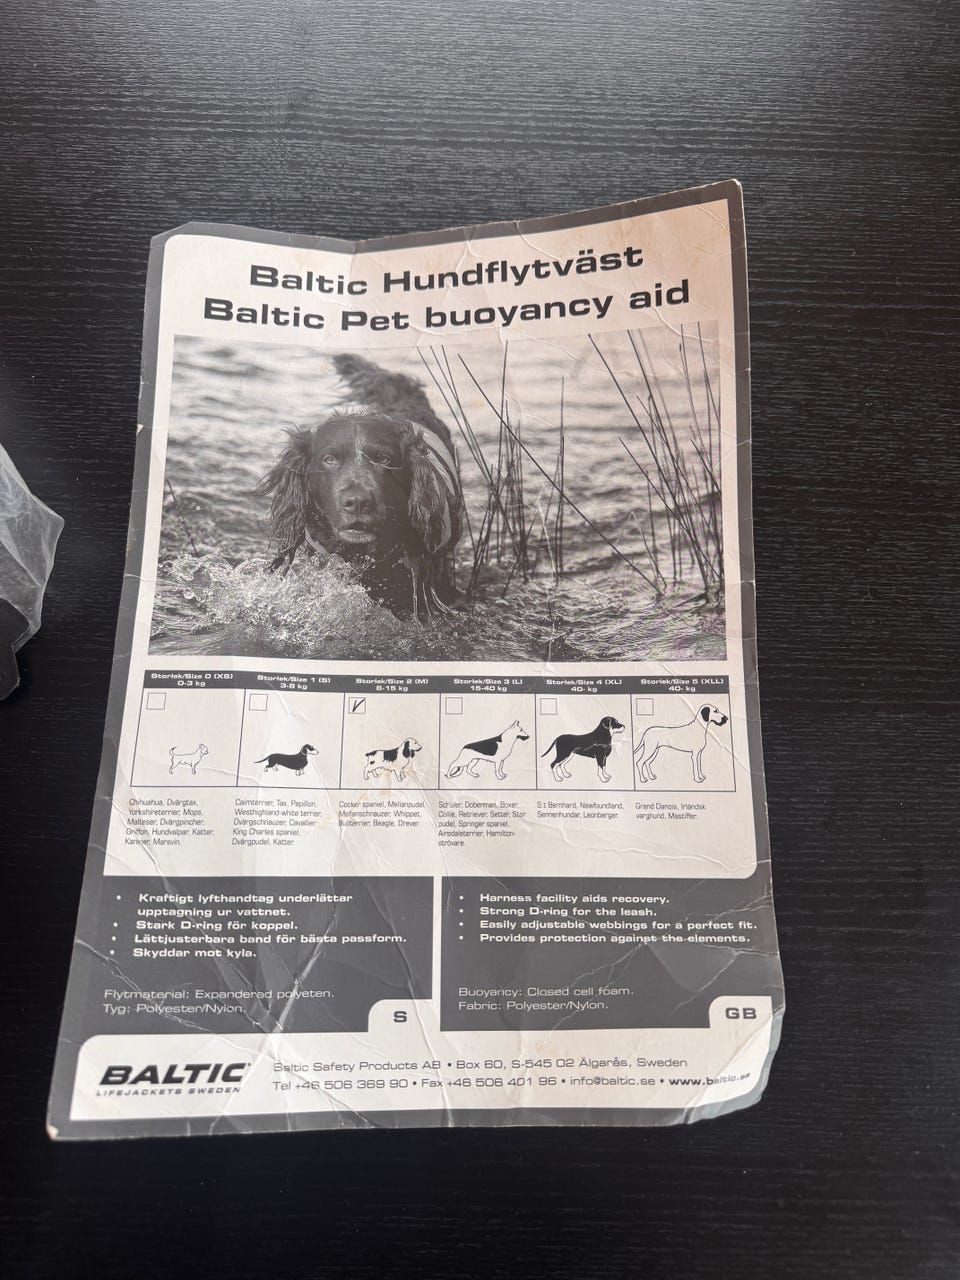 Baltic Hundflytväst
Baltic Pet buoyancy aid
Storlek/Size 0 (XS)
0-3 kg
Storlek/Size 1 (S)
3-8 kg
Storlek/Size 2 (M)
8-15 kg
Storlek/Size 3 (L)
15-40 kg
Storlek/Size 4 (XL)
40- kg
Storlek/Size 5 (XLL)
40- kg
Chihuahua, Dvärgtax,
Yorkshireterrier, Mops,
Malteser, Dvärgpincher,
Griffon, Hundvalpar, Katter,
Kaniner, Marsvin.
Cairnterrier, Tax, Papillon,
Westhighland-white terrier,
Dvärgschnauzer, Cavalier
King Charles spaniel,
Dvärgpudel, Katter.
Cocker spaniel, Mellanpudel,
Mellanschnauzer, Whippet,
Bullterrier, Beagle, Drever.
Schäfer, Doberman, Boxer,
Collie, Retriever, Setter, Stor
pudel, Springer spaniel,
Airedaleterrier, Hamilton-
strövare.
S:t Bernhard, Newfoundland,
Sennenhundar, Leonberger.
Grand Danois, Irländsk
varghund, Mastiffer.
• Kraftigt lyfthandtag underlättar
upptagning ur vattnet.
• Stark D-ring för koppel.
• Lättjusterbara band för bästa passform.
• Skyddar mot kyla.
Flytmaterial: Expanderad polyeten.
Tyg: Polyester/Nylon.
S
• Harness facility aids recovery.
• Strong D-ring for the leash.
• Easily adjustable webbings for a perfect fit.
• Provides protection against the elements.
Buoyancy: Closed cell foam.
Fabric: Polyester/Nylon.
GB
BALTIC
LIFEJACKETS SWEDEN
Baltic Safety Products AB • Box 60, S-545 02 Älgarås, Sweden
Tel +46 506 369 90 • Fax +46 506 401 96 • info@baltic.se • www.baltic.se